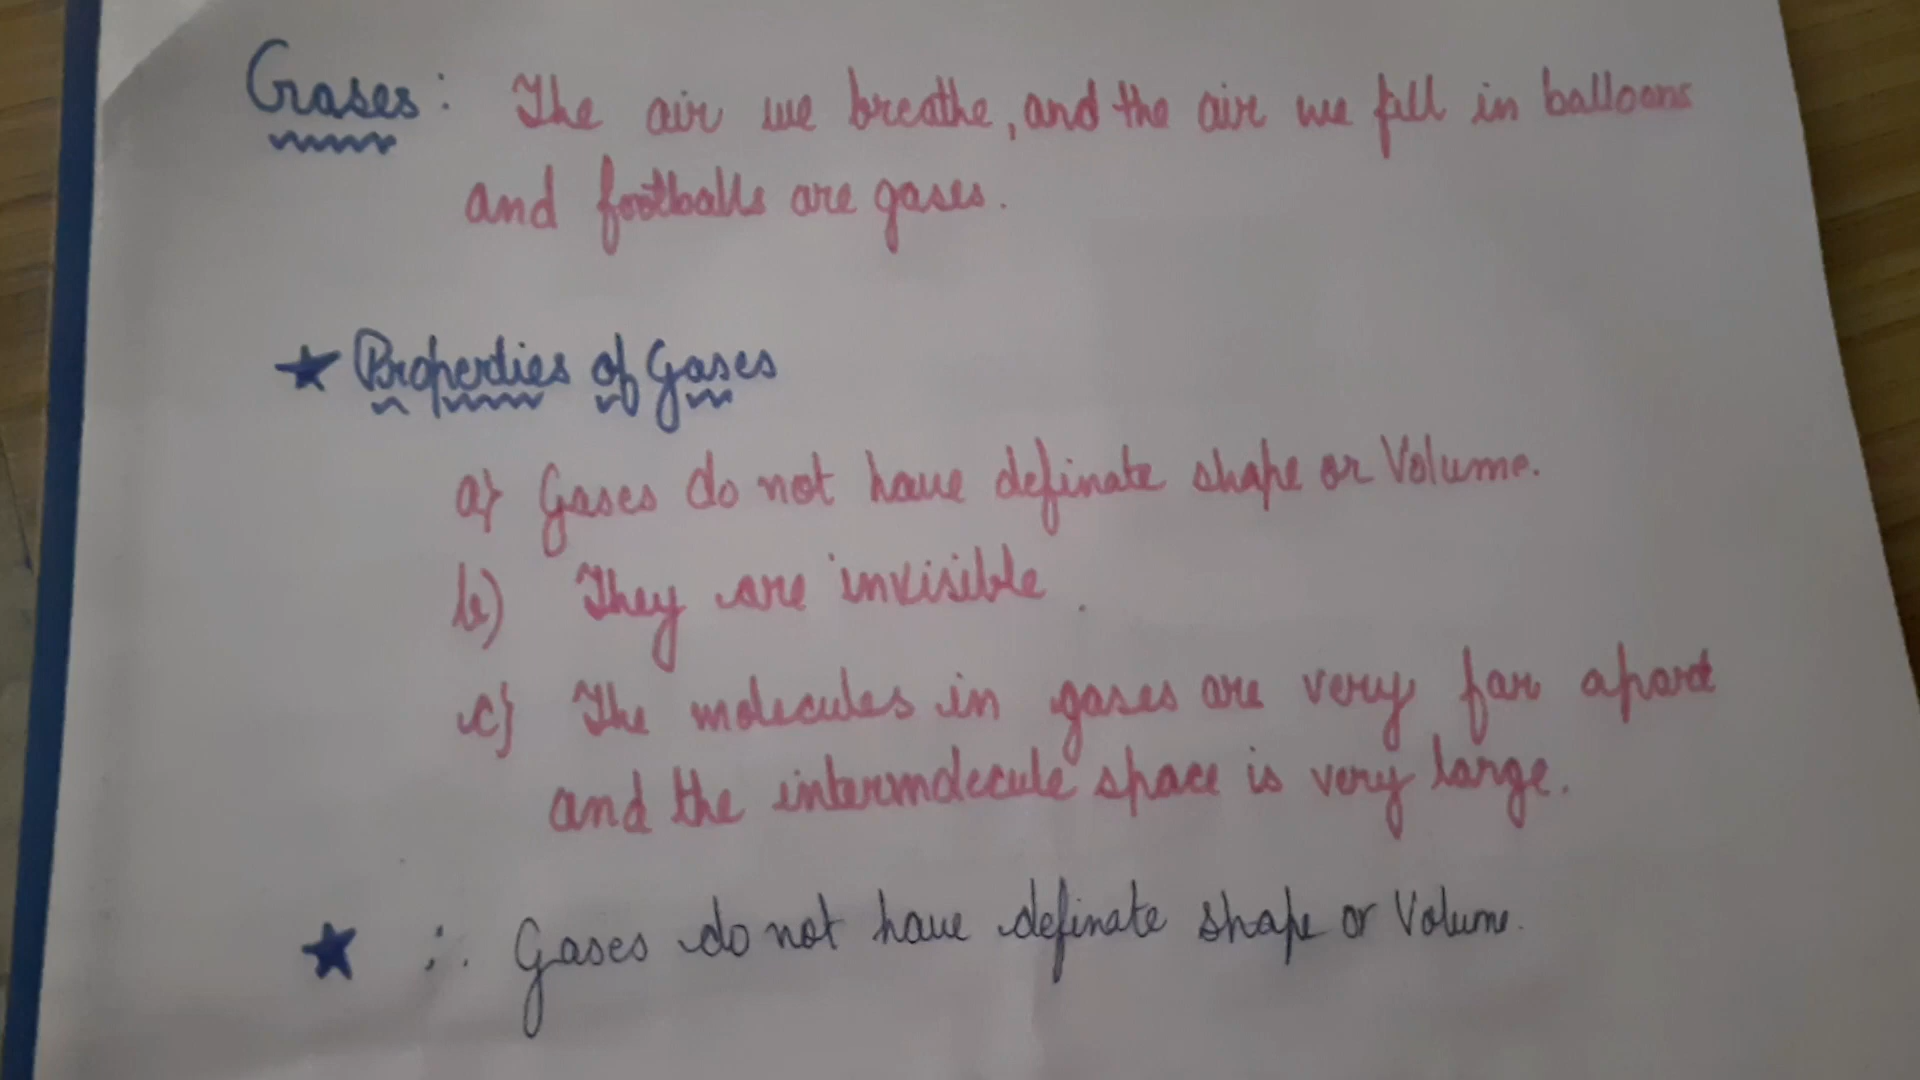 Gases : The air we breathe, and the air we fill in balloons
and footballs are gases.
★ Properties of Gases
a) Gases do not have definate shape or Volume.
b) They are invisible.
c) The molecules in gases are very far apart
and the intermolecule space is very large.
★ ∴ Gases do not have definate shape or Volume.